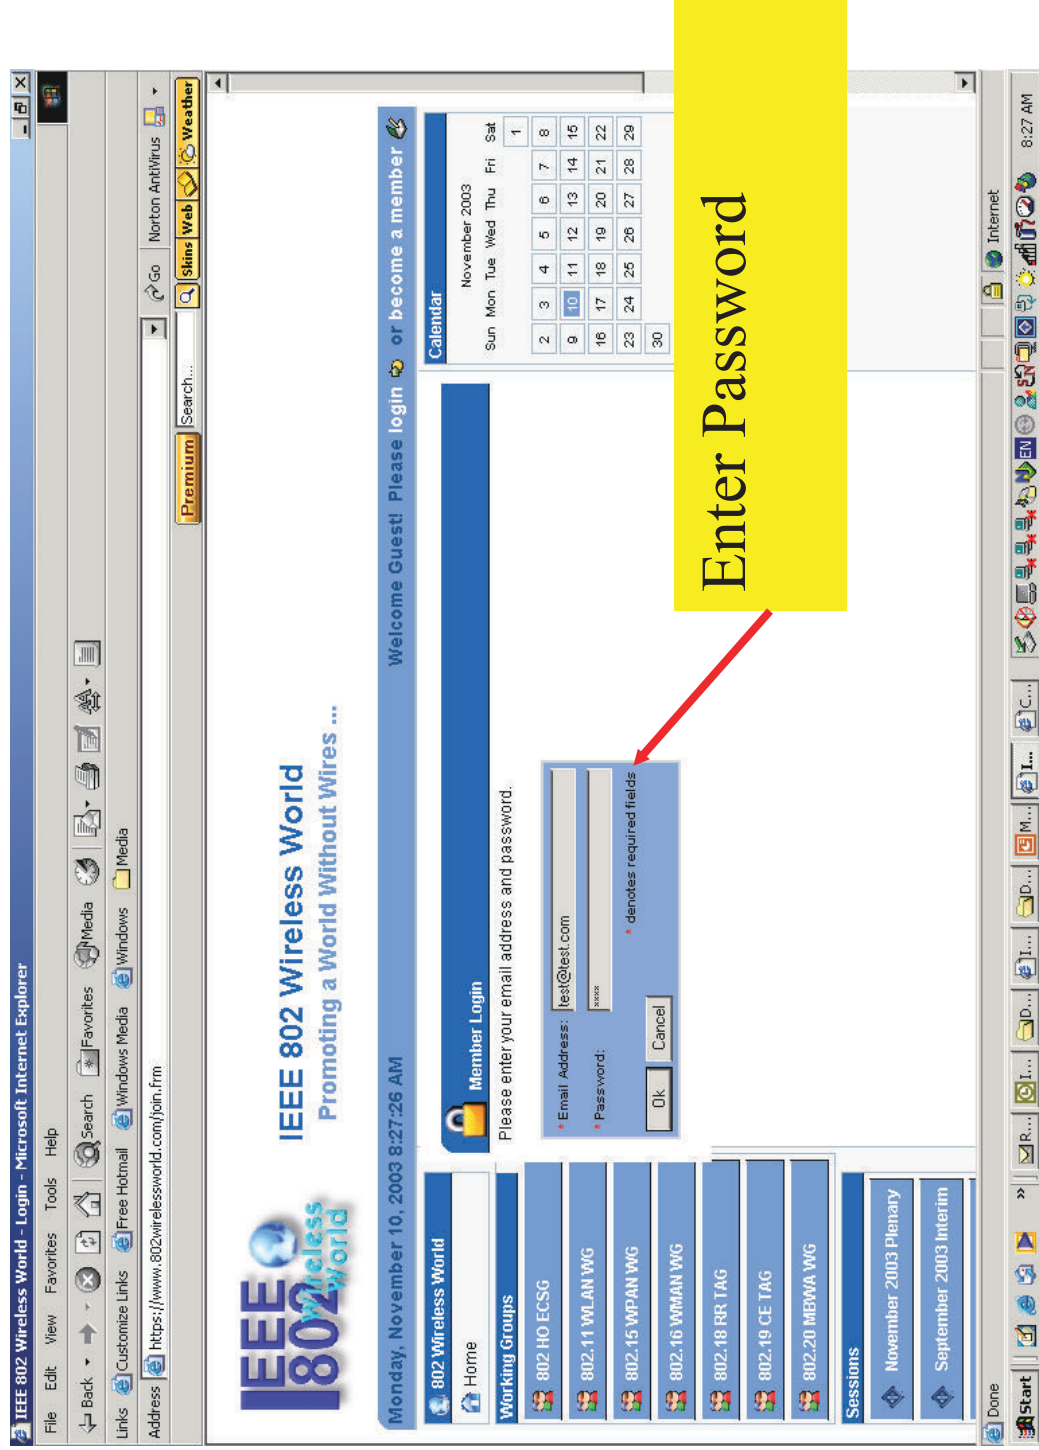 IEEE 802 Wireless World - Login - Microsoft Internet Explorer
File Edit View Favorites Tools Help
Back Search Favorites Media
Links Customize Links Free Hotmail Windows Media Windows Media
Address https://www.802wirelessworld.com/join.frm Go Norton AntiVirus
Premium Search... Skins Web Weather
IEEE
802
Wireless
World
IEEE 802 Wireless World
Promoting a World Without Wires ...
Monday, November 10, 2003 8:27:26 AM Welcome Guest! Please login or become a member
802 Wireless World
Home
Working Groups
802 HO ECSG
802.11 WLAN WG
802.15 WPAN WG
802.16 WMAN WG
802.18 RR TAG
802.19 CE TAG
802.20 MBWA WG
Sessions
November 2003 Plenary
September 2003 Interim
Member Login
Please enter your email address and password.
* Email Address: test@test.com
* Password: ****
* denotes required fields
Ok Cancel
Calendar
November 2003
Sun Mon Tue Wed Thu Fri Sat
1
2 3 4 5 6 7 8
9 10 11 12 13 14 15
16 17 18 19 20 21 22
23 24 25 26 27 28 29
30
Enter Password
Done Internet
Start » R... I... D... I... D... M... I... C... EN SN 8:27 AM